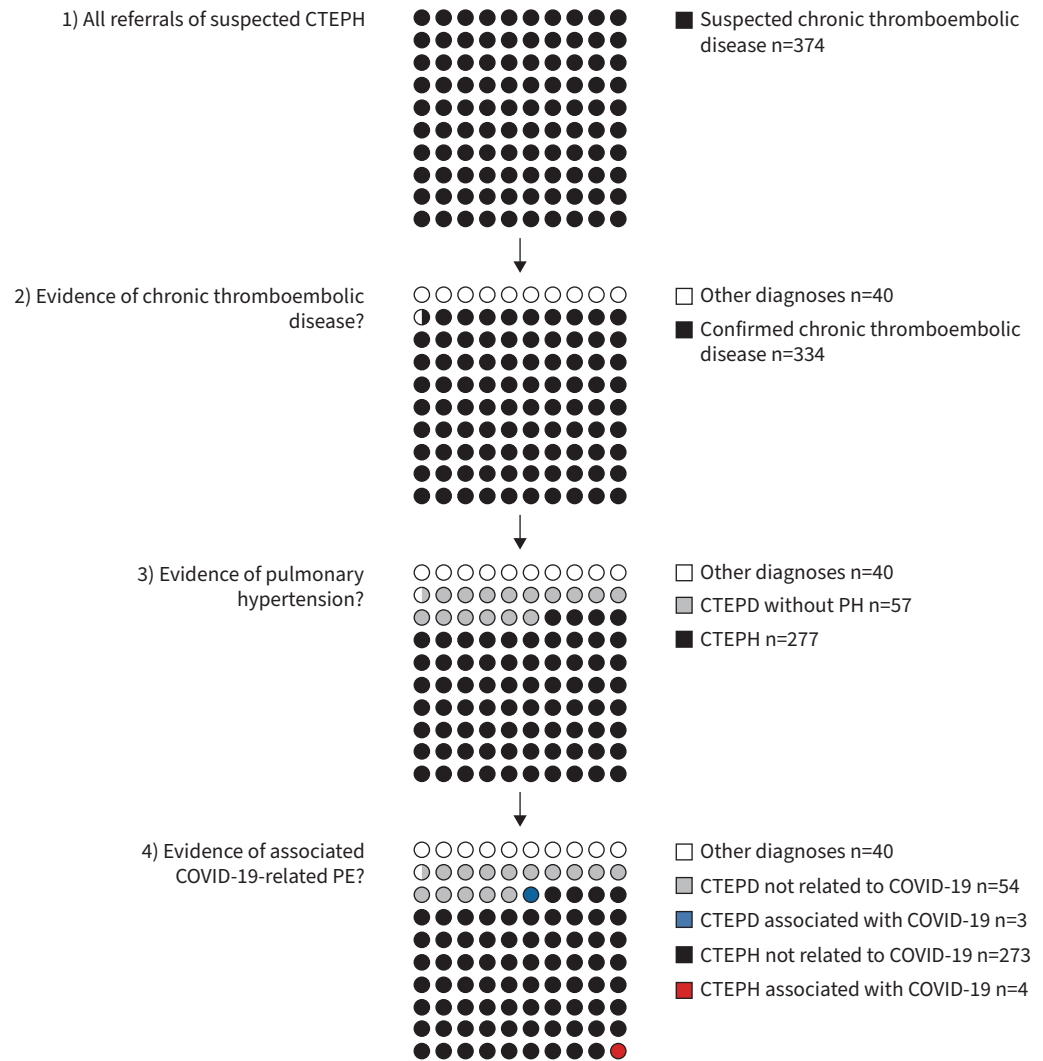 1) All referrals of suspected CTEPH
Suspected chronic thromboembolic
disease n=374
2) Evidence of chronic thromboembolic
disease?
Other diagnoses n=40
Confirmed chronic thromboembolic
disease n=334
3) Evidence of pulmonary
hypertension?
Other diagnoses n=40
CTEPD without PH n=57
CTEPH n=277
4) Evidence of associated
COVID-19-related PE?
Other diagnoses n=40
CTEPD not related to COVID-19 n=54
CTEPD associated with COVID-19 n=3
CTEPH not related to COVID-19 n=273
CTEPH associated with COVID-19 n=4